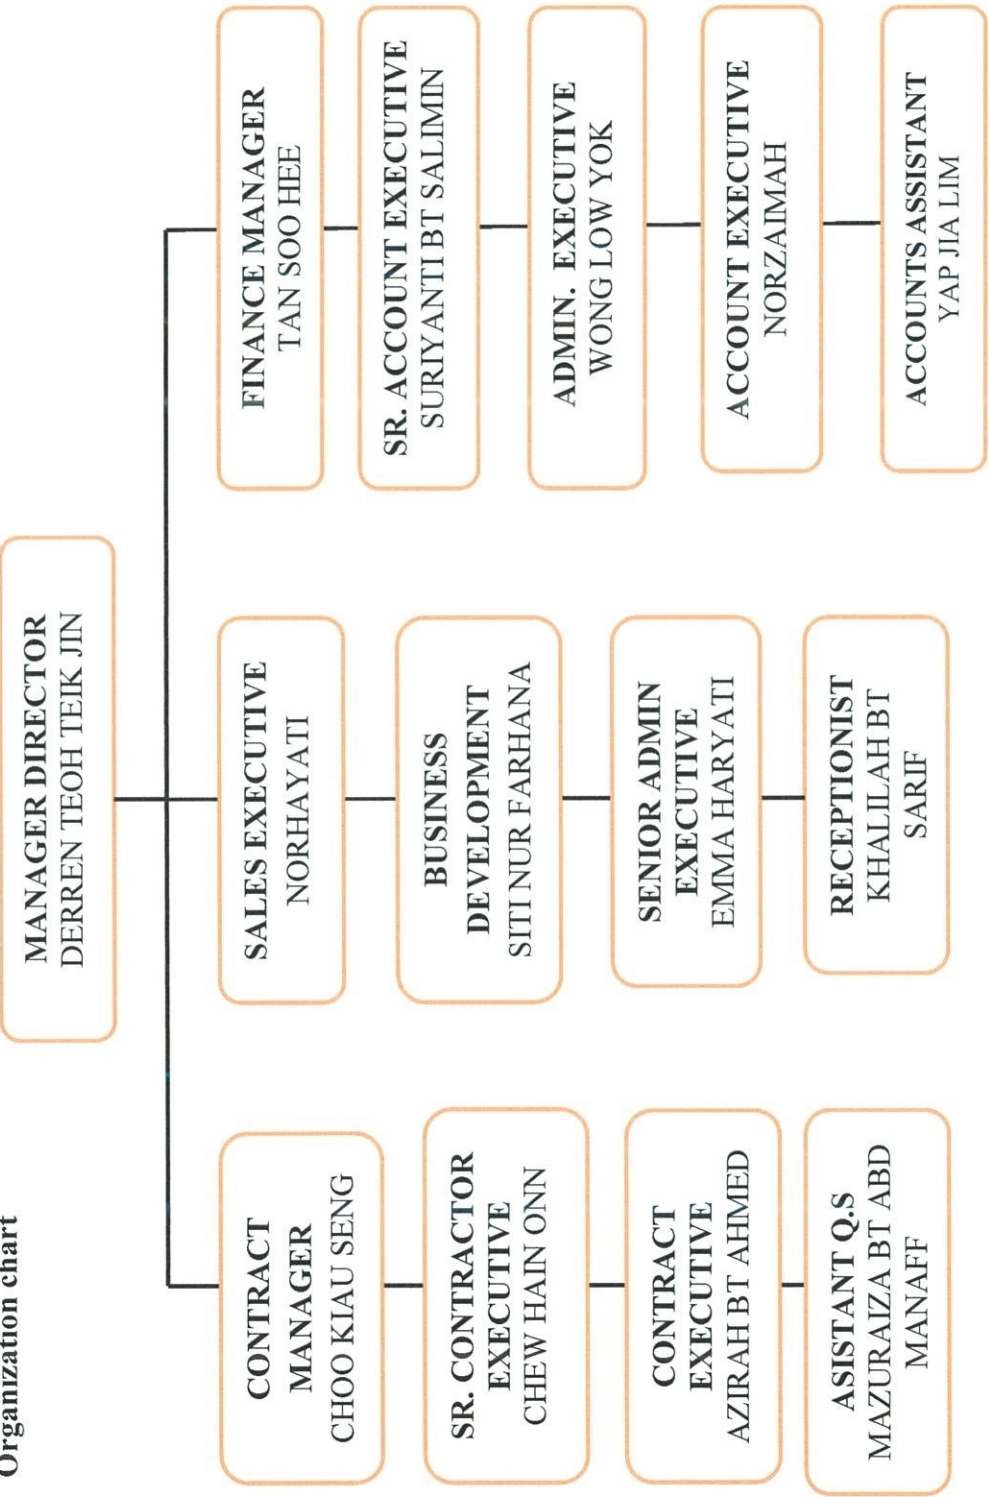 Organization chart
MANAGER DIRECTOR
DERREN TEOH TEIK JIN
CONTRACT
MANAGER
CHOO KIAU SENG
SR. CONTRACTOR
EXECUTIVE
CHEW HAIN ONN
CONTRACT
EXECUTIVE
AZIRAH BT AHMED
ASISTANT Q.S
MAZURAIZA BT ABD
MANAFF
SALES EXECUTIVE
NORHAYATI
BUSINESS
DEVELOPMENT
SITI NUR FARHANA
SENIOR ADMIN
EXECUTIVE
EMMA HARYATI
RECEPTIONIST
KHALILAH BT
SARIF
FINANCE MANAGER
TAN SOO HEE
SR. ACCOUNT EXECUTIVE
SURIYANTI BT SALIMIN
ADMIN. EXECUTIVE
WONG LOW YOK
ACCOUNT EXECUTIVE
NORZAIMAH
ACCOUNTS ASSISTANT
YAP JIA LIM